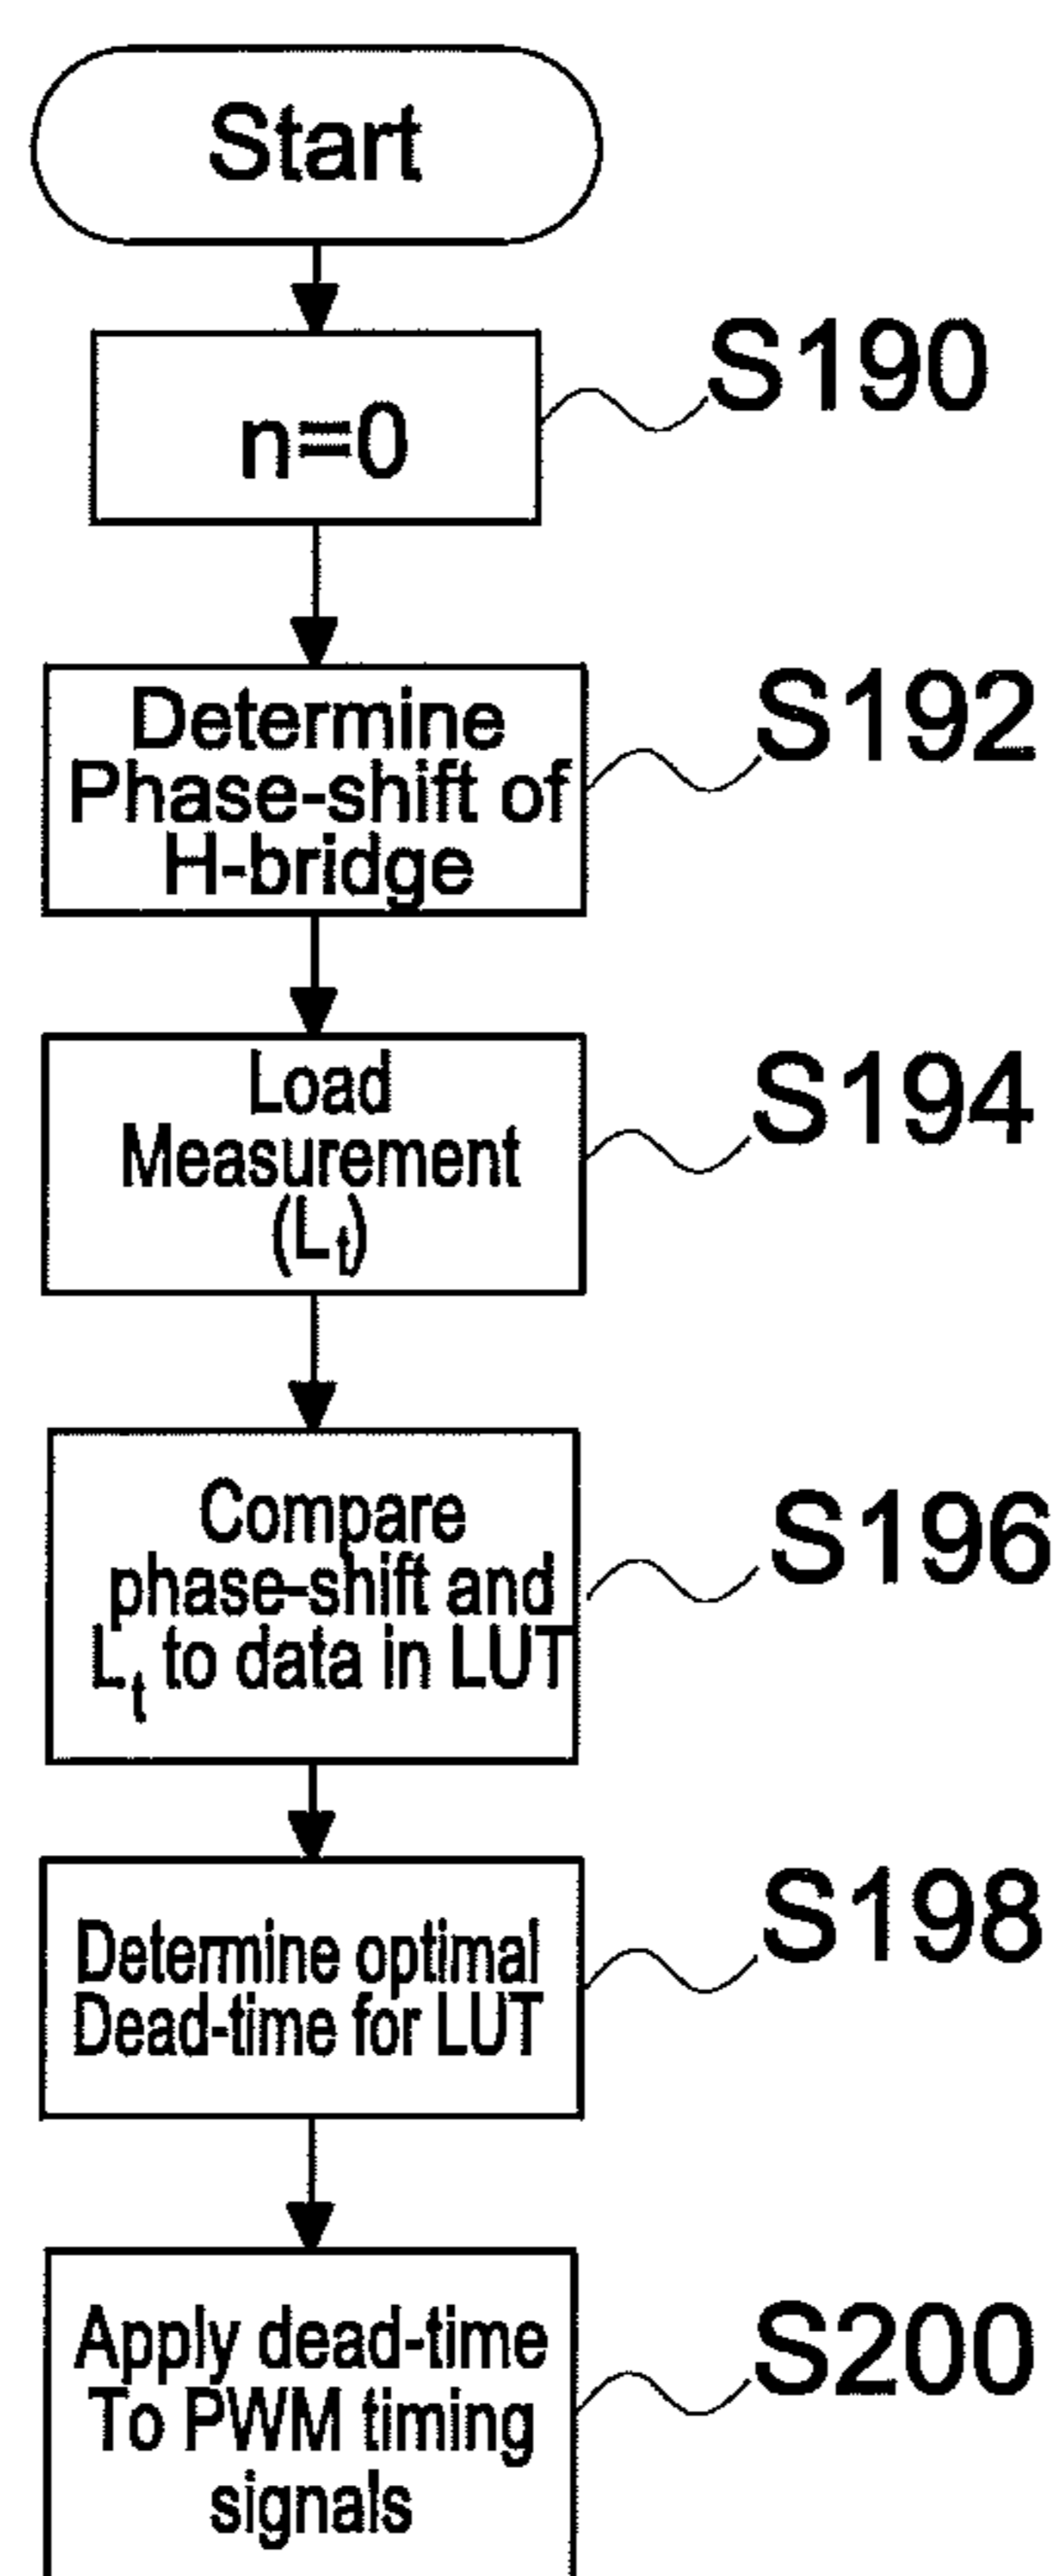 Start
n=0
S190
Determine
Phase-shift of
H-bridge
S192
Load
Measurement
(Lt)
S194
Compare
phase-shift and
Lt to data in LUT
S196
Determine optimal
Dead-time for LUT
S198
Apply dead-time
To PWM timing
signals
S200